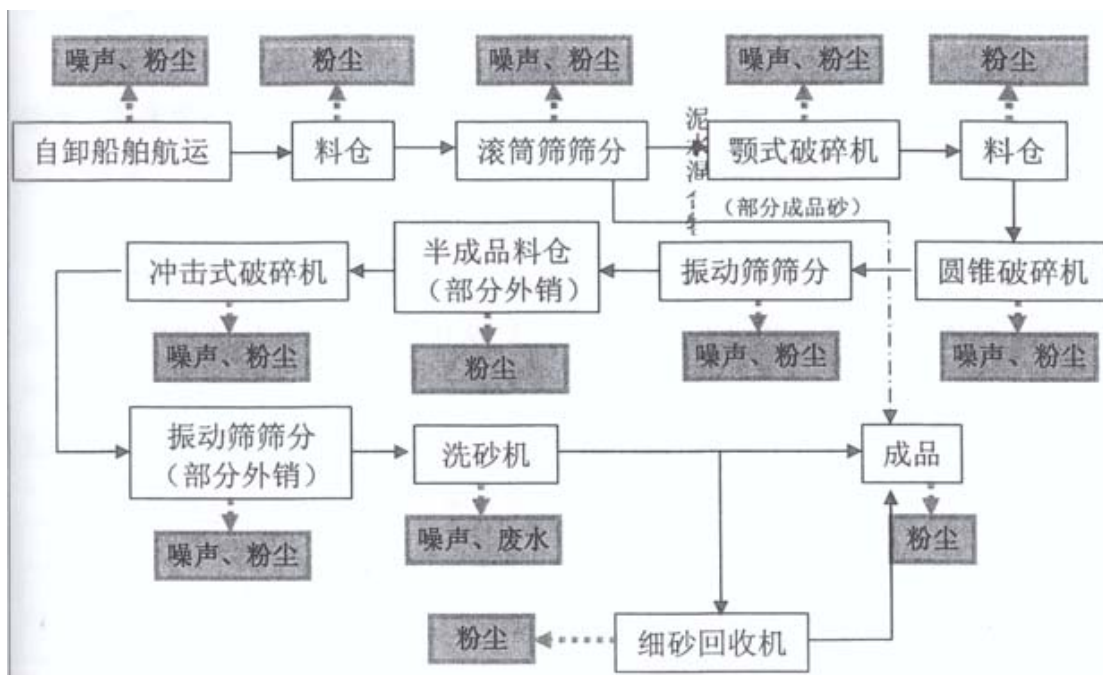 噪声、粉尘
粉尘
噪声、粉尘
噪声、粉尘
粉尘
自卸船舶航运
料仓
滚筒筛筛分
颚式破碎机
料仓
（部分成品砂）
冲击式破碎机
半成品料仓
（部分外销）
振动筛筛分
圆锥破碎机
噪声、粉尘
粉尘
噪声、粉尘
噪声、粉尘
振动筛筛分
（部分外销）
洗砂机
成品
噪声、粉尘
噪声、废水
粉尘
粉尘
细砂回收机